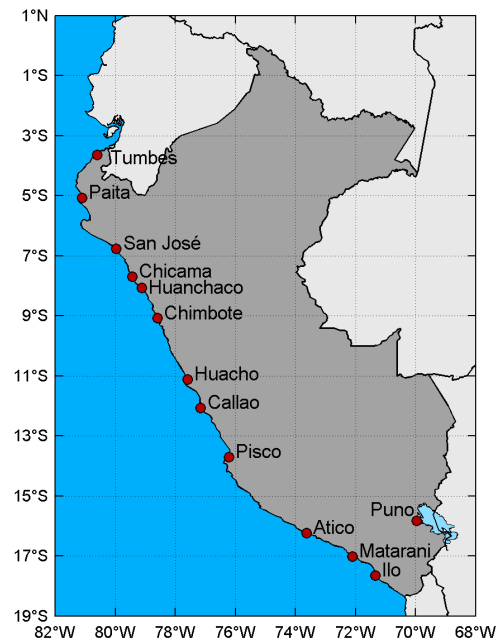 1°N
1°S
3°S
Tumbes
5°S
Paita
7°S
San José
Chicama
Huanchaco
9°S
Chimbote
11°S
Huacho
Callao
13°S
Pisco
15°S
Puno
Atico
17°S
Matarani
Ilo
19°S
82°W 80°W 78°W 76°W 74°W 72°W 70°W 68°W